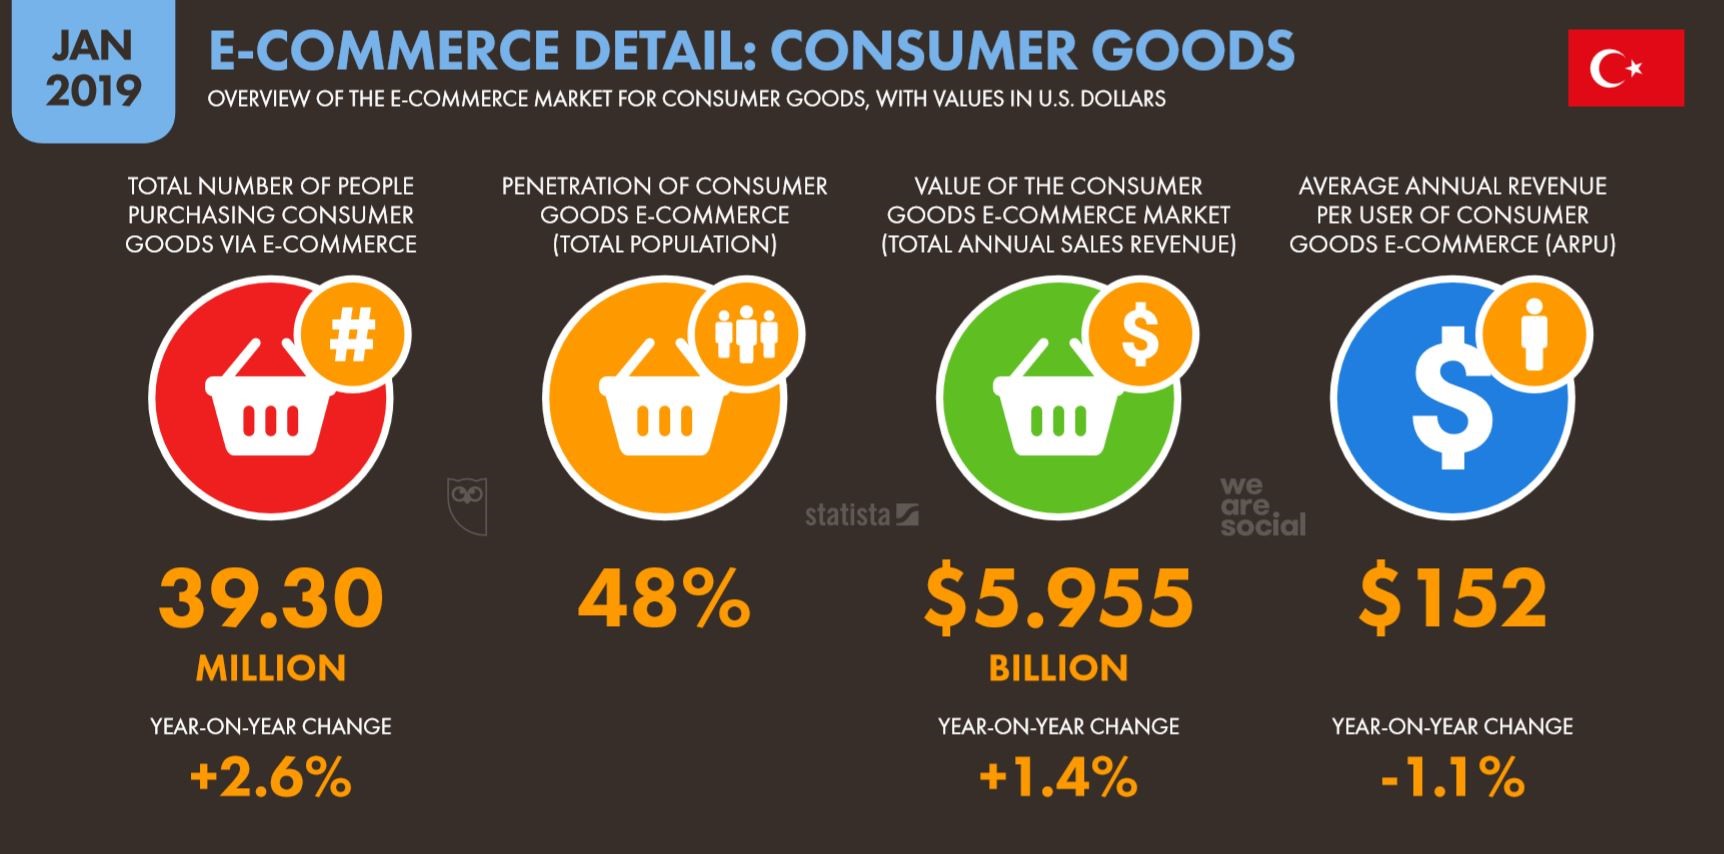 JAN
2019
E-COMMERCE DETAIL: CONSUMER GOODS
OVERVIEW OF THE E-COMMERCE MARKET FOR CONSUMER GOODS, WITH VALUES IN U.S. DOLLARS
TOTAL NUMBER OF PEOPLE
PURCHASING CONSUMER
GOODS VIA E-COMMERCE
#
39.30
MILLION
YEAR-ON-YEAR CHANGE
+2.6%
PENETRATION OF CONSUMER
GOODS E-COMMERCE
(TOTAL POPULATION)
48%
VALUE OF THE CONSUMER
GOODS E-COMMERCE MARKET
(TOTAL ANNUAL SALES REVENUE)
$
$5.955
BILLION
YEAR-ON-YEAR CHANGE
+1.4%
AVERAGE ANNUAL REVENUE
PER USER OF CONSUMER
GOODS E-COMMERCE (ARPU)
$
$152
YEAR-ON-YEAR CHANGE
-1.1%
statista
we
are
social